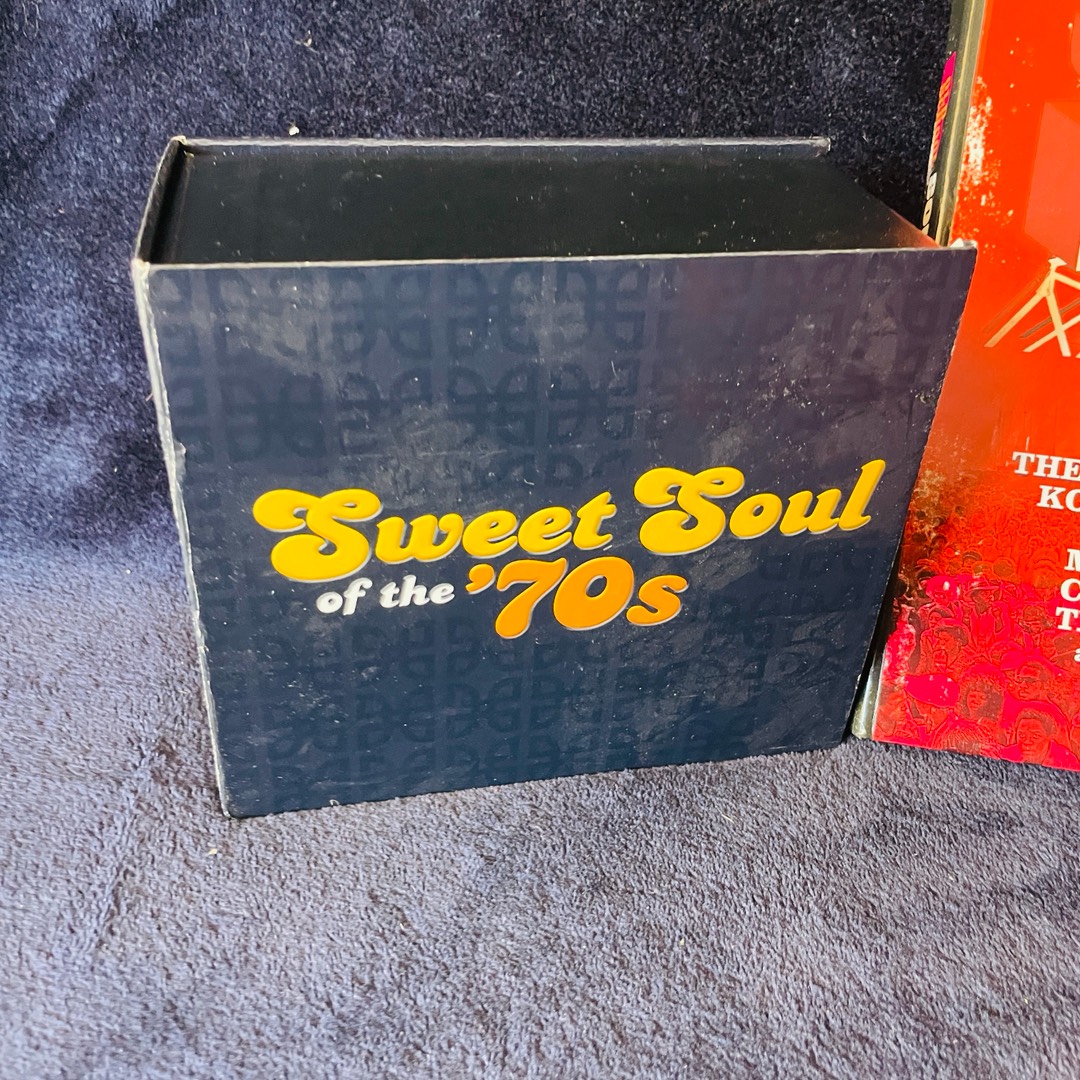 Sweet Soul
of the '70s
THE
KO
M
C
T